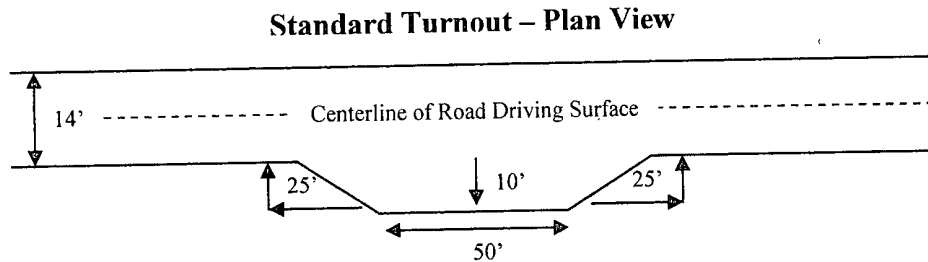 Standard Turnout – Plan View
14’
Centerline of Road Driving Surface
25’
10’
25’
50’